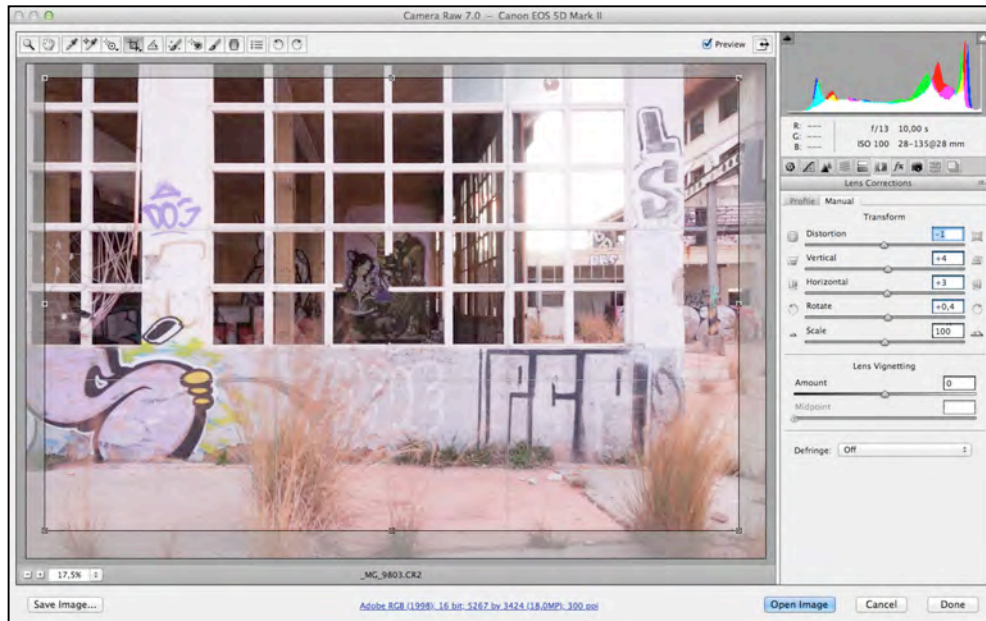 Camera Raw 7.0 – Canon EOS 5D Mark II
Preview
R: ---
G: ---
B: ---
f/13 10,00 s
ISO 100 28-135@28 mm
Lens Corrections
Profile Manual
Transform
Distortion -1
Vertical +4
Horizontal +3
Rotate +0,4
Scale 100
Lens Vignetting
Amount 0
Midpoint
Defringe: Off
17,5%
_MG_9803.CR2
Save Image...
Adobe RGB (1998); 16 bit; 5267 by 3424 (18,0MP); 300 ppi
Open Image
Cancel
Done